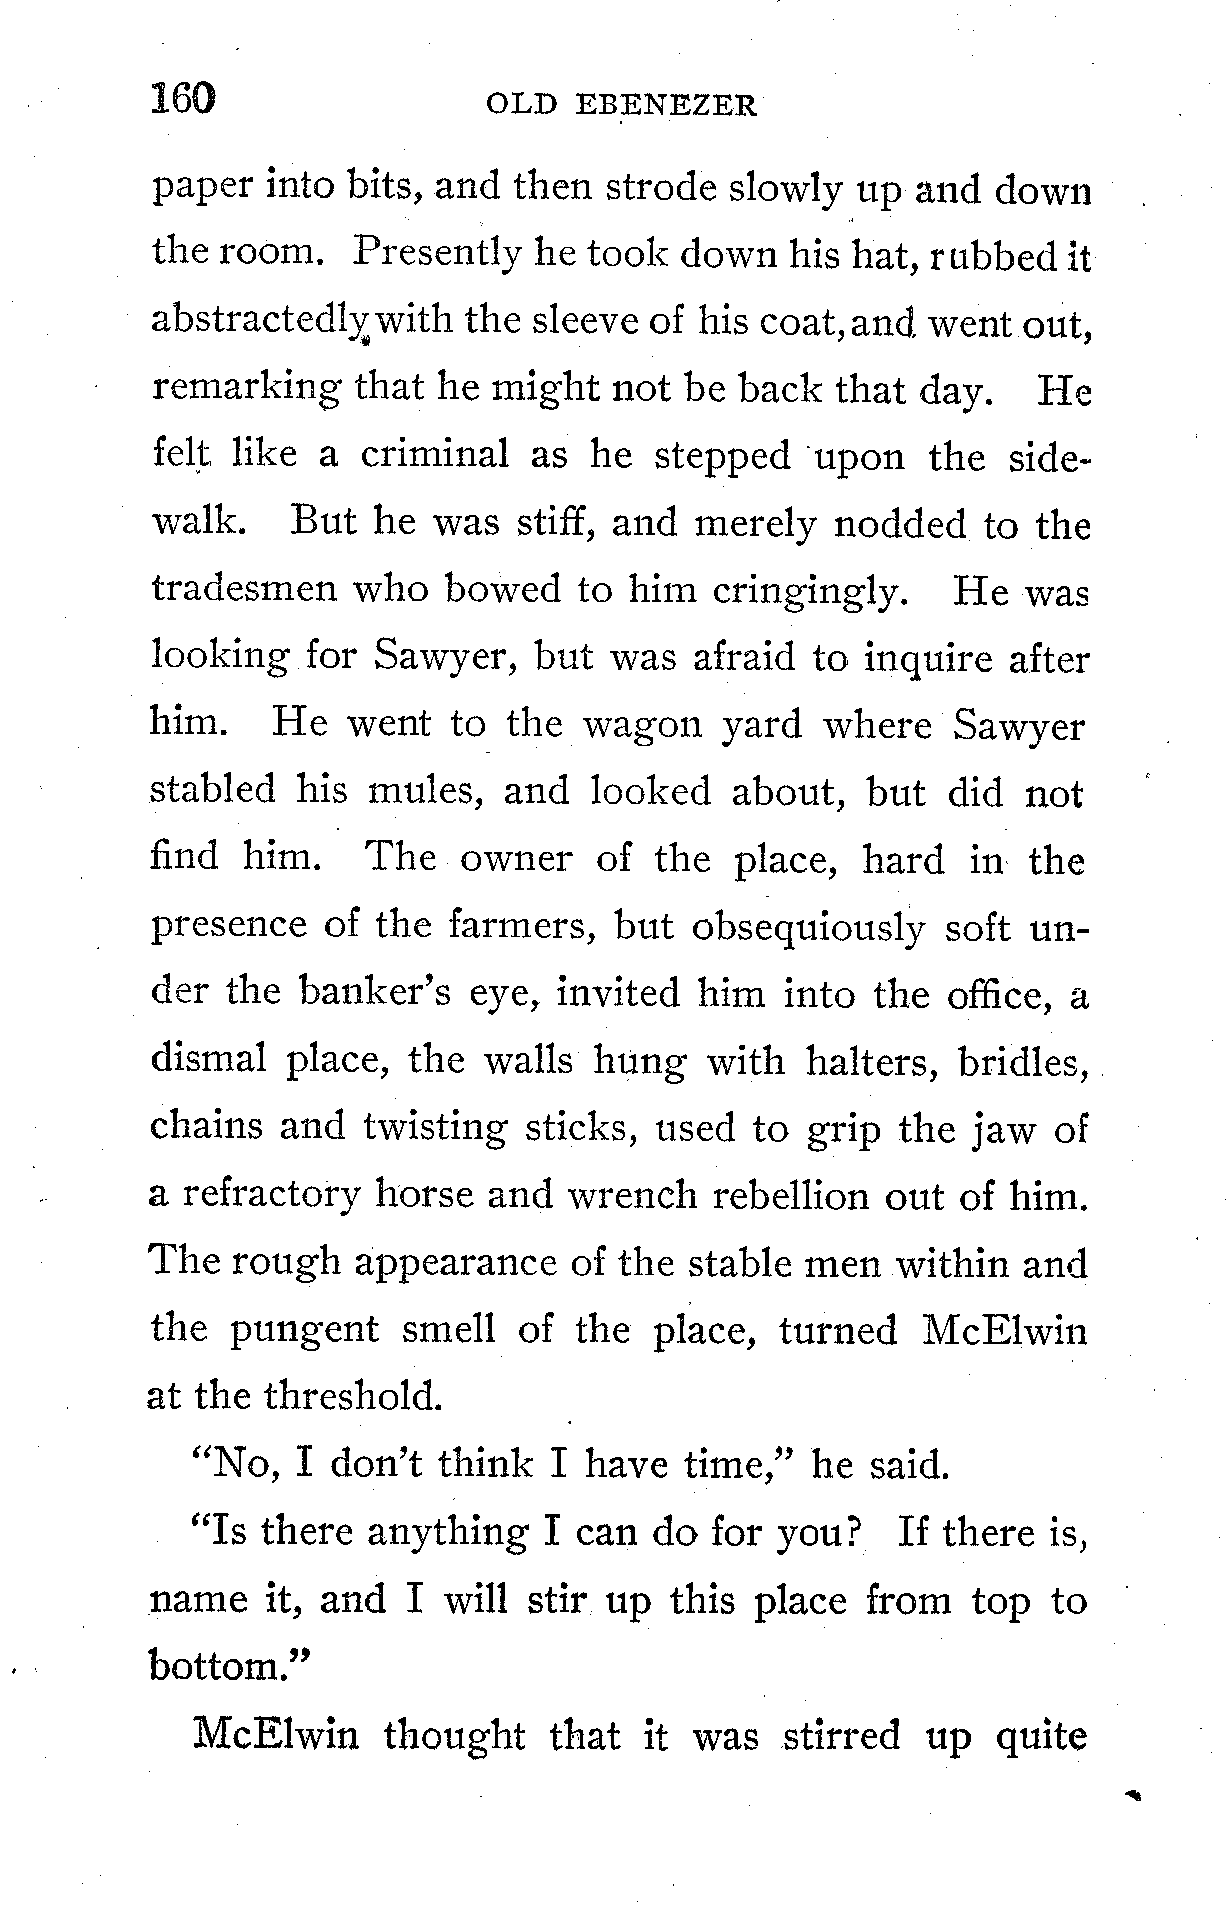 160 OLD EBENEZER
paper into bits, and then strode slowly up and down
the room. Presently he took down his hat, rubbed it
abstractedly with the sleeve of his coat, and went out,
remarking that he might not be back that day. He
felt like a criminal as he stepped upon the side-
walk. But he was stiff, and merely nodded to the
tradesmen who bowed to him cringingly. He was
looking for Sawyer, but was afraid to inquire after
him. He went to the wagon yard where Sawyer
stabled his mules, and looked about, but did not
find him. The owner of the place, hard in the
presence of the farmers, but obsequiously soft un-
der the banker's eye, invited him into the office, a
dismal place, the walls hung with halters, bridles,
chains and twisting sticks, used to grip the jaw of
a refractory horse and wrench rebellion out of him.
The rough appearance of the stable men within and
the pungent smell of the place, turned McElwin
at the threshold.
"No, I don't think I have time," he said.
"Is there anything I can do for you? If there is,
name it, and I will stir up this place from top to
bottom."
McElwin thought that it was stirred up quite